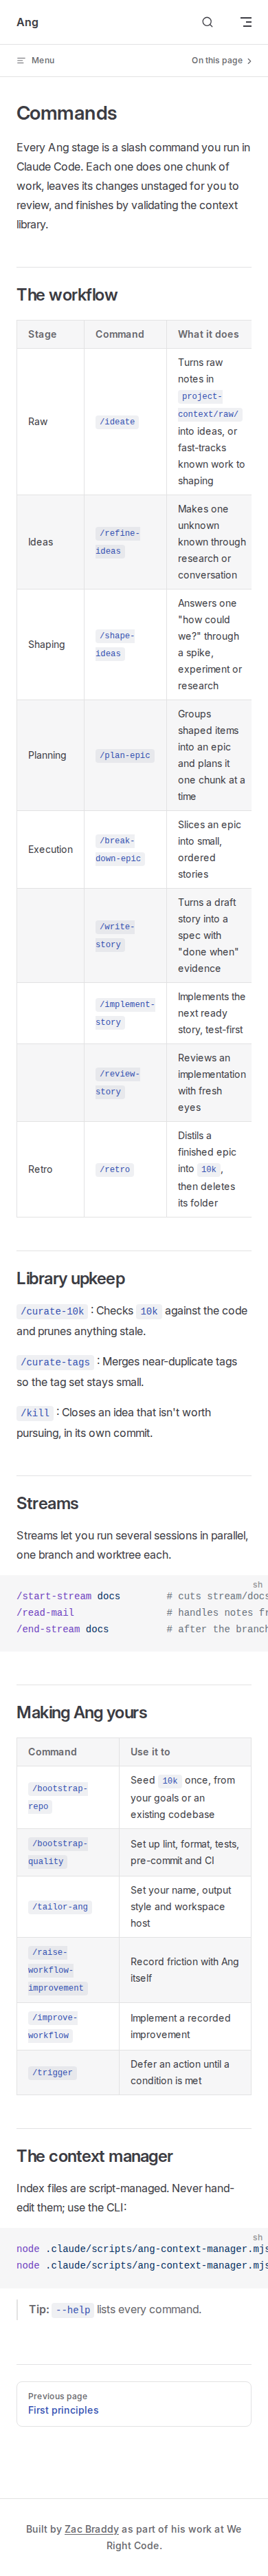 Ang
Menu
On this page
Commands
Every Ang stage is a slash command you run in
Claude Code. Each one does one chunk of
work, leaves its changes unstaged for you to
review, and finishes by validating the context
library.
The workflow
Stage Command What it does
Raw /ideate Turns raw
notes in
project-
context/raw/
into ideas, or
fast-tracks
known work to
shaping
Ideas /refine-
ideas Makes one
unknown
known through
research or
conversation
Shaping /shape-
ideas Answers one
"how could
we?" through
a spike,
experiment or
research
Planning /plan-epic Groups
shaped items
into an epic
and plans it
one chunk at a
time
Execution /break-
down-epic Slices an epic
into small,
ordered
stories
/write-
story Turns a draft
story into a
spec with
"done when"
evidence
/implement-
story Implements the
next ready
story, test-first
/review-
story Reviews an
implementation
with fresh
eyes
Retro /retro Distils a
finished epic
into 10k,
then deletes
its folder
Library upkeep
/curate-10k : Checks 10k against the code
and prunes anything stale.
/curate-tags : Merges near-duplicate tags
so the tag set stays small.
/kill : Closes an idea that isn't worth
pursuing, in its own commit.
Streams
Streams let you run several sessions in parallel,
one branch and worktree each.
sh
/start-stream docs # cuts stream/docs
/read-mail # handles notes fr
/end-stream docs # after the branch
Making Ang yours
Command Use it to
/bootstrap-
repo Seed 10k once, from
your goals or an
existing codebase
/bootstrap-
quality Set up lint, format, tests,
pre-commit and CI
/tailor-ang Set your name, output
style and workspace
host
/raise-
workflow-
improvement Record friction with Ang
itself
/improve-
workflow Implement a recorded
improvement
/trigger Defer an action until a
condition is met
The context manager
Index files are script-managed. Never hand-
edit them; use the CLI:
sh
node .claude/scripts/ang-context-manager.mjs
node .claude/scripts/ang-context-manager.mjs
Tip: --help lists every command.
Previous page
First principles
Built by Zac Braddy as part of his work at We
Right Code.